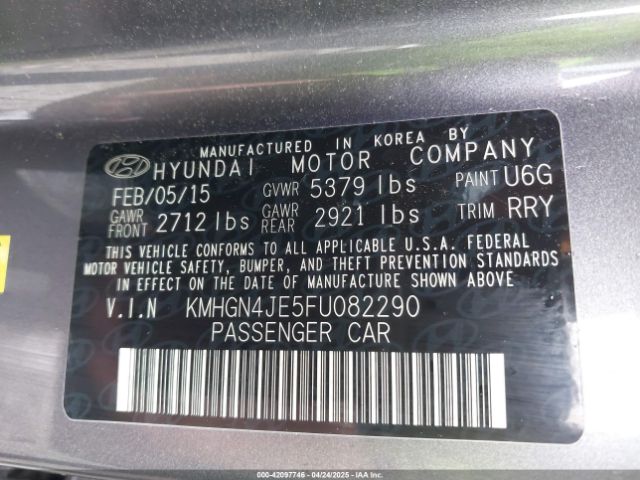 MANUFACTURED IN KOREA BY
HYUNDAI MOTOR COMPANY
FEB/05/15 GVWR 5379 lbs PAINT U6G
GAWR FRONT 2712 lbs GAWR REAR 2921 lbs TRIM RRY
THIS VEHICLE CONFORMS TO ALL APPLICABLE U.S.A. FEDERAL
MOTOR VEHICLE SAFETY, BUMPER, AND THEFT PREVENTION STANDARDS
IN EFFECT ON THE DATE OF MANUFACTURE SHOWN ABOVE.
V.I.N KMHGN4JE5FU082290
PASSENGER CAR
000-42097746 - 04/24/2025 - IAAI.COM